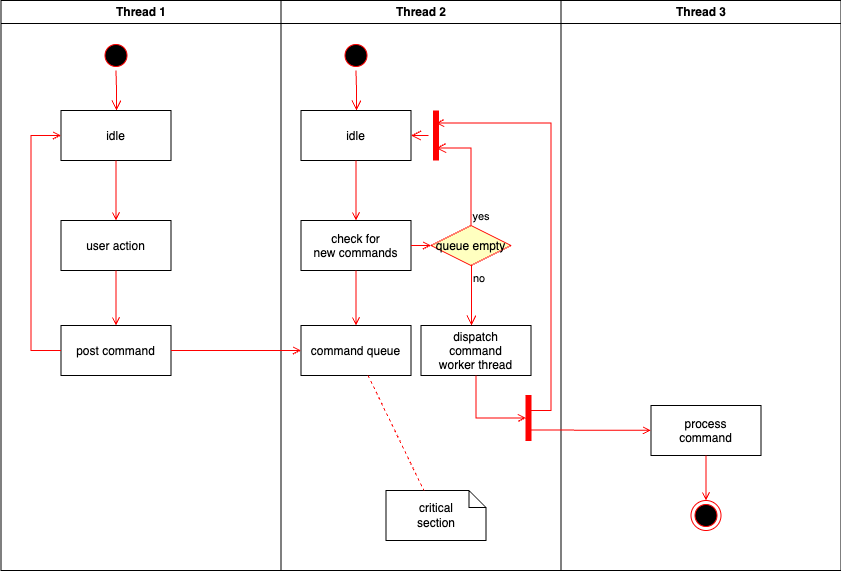 Thread 1
Thread 2
Thread 3
idle
user action
post command
idle
check for
new commands
queue empty
yes
no
command queue
dispatch
command
worker thread
critical
section
process
command